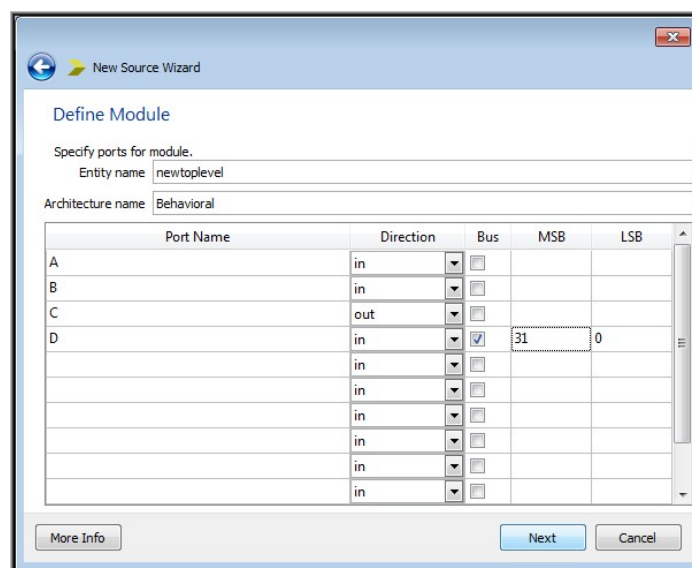 New Source Wizard
Define Module
Specify ports for module.
Entity name newtoplevel
Architecture name Behavioral
Port Name Direction Bus MSB LSB
A in
B in
C out
D in 31 0
in
in
in
in
in
in
More Info Next Cancel